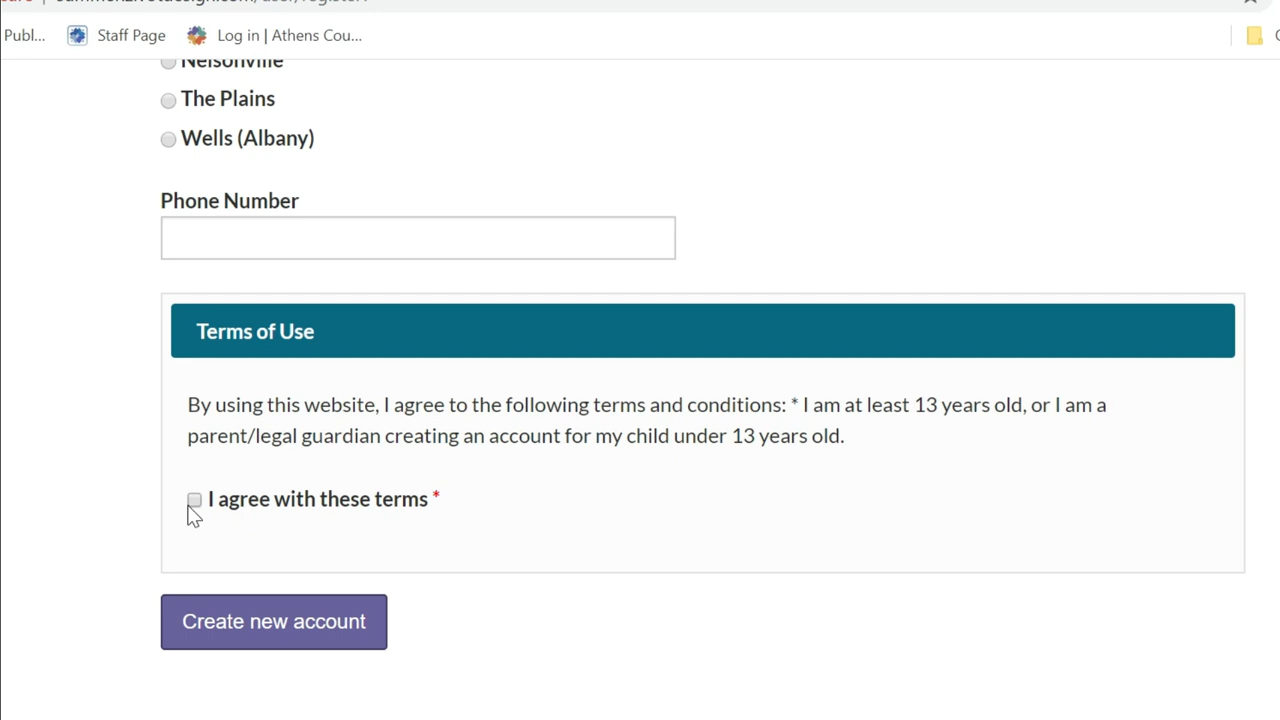 Publ...
Staff Page
Log in | Athens Cou...
Nelsonville
The Plains
Wells (Albany)
Phone Number
Terms of Use
By using this website, I agree to the following terms and conditions: * I am at least 13 years old, or I am a
parent/legal guardian creating an account for my child under 13 years old.
I agree with these terms *
Create new account